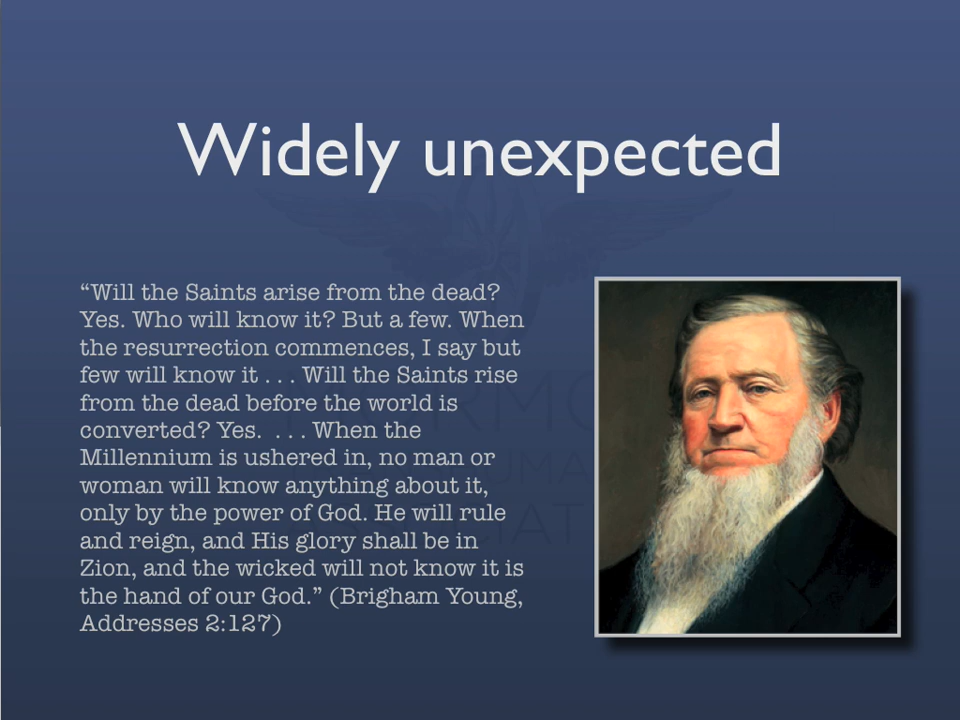 Widely unexpected
“Will the Saints arise from the dead?
Yes. Who will know it? But a few. When
the resurrection commences, I say but
few will know it . . . Will the Saints rise
from the dead before the world is
converted? Yes.  . . . When the
Millennium is ushered in, no man or
woman will know anything about it,
only by the power of God. He will rule
and reign, and His glory shall be in
Zion, and the wicked will not know it is
the hand of our God.” (Brigham Young,
Addresses 2:127)